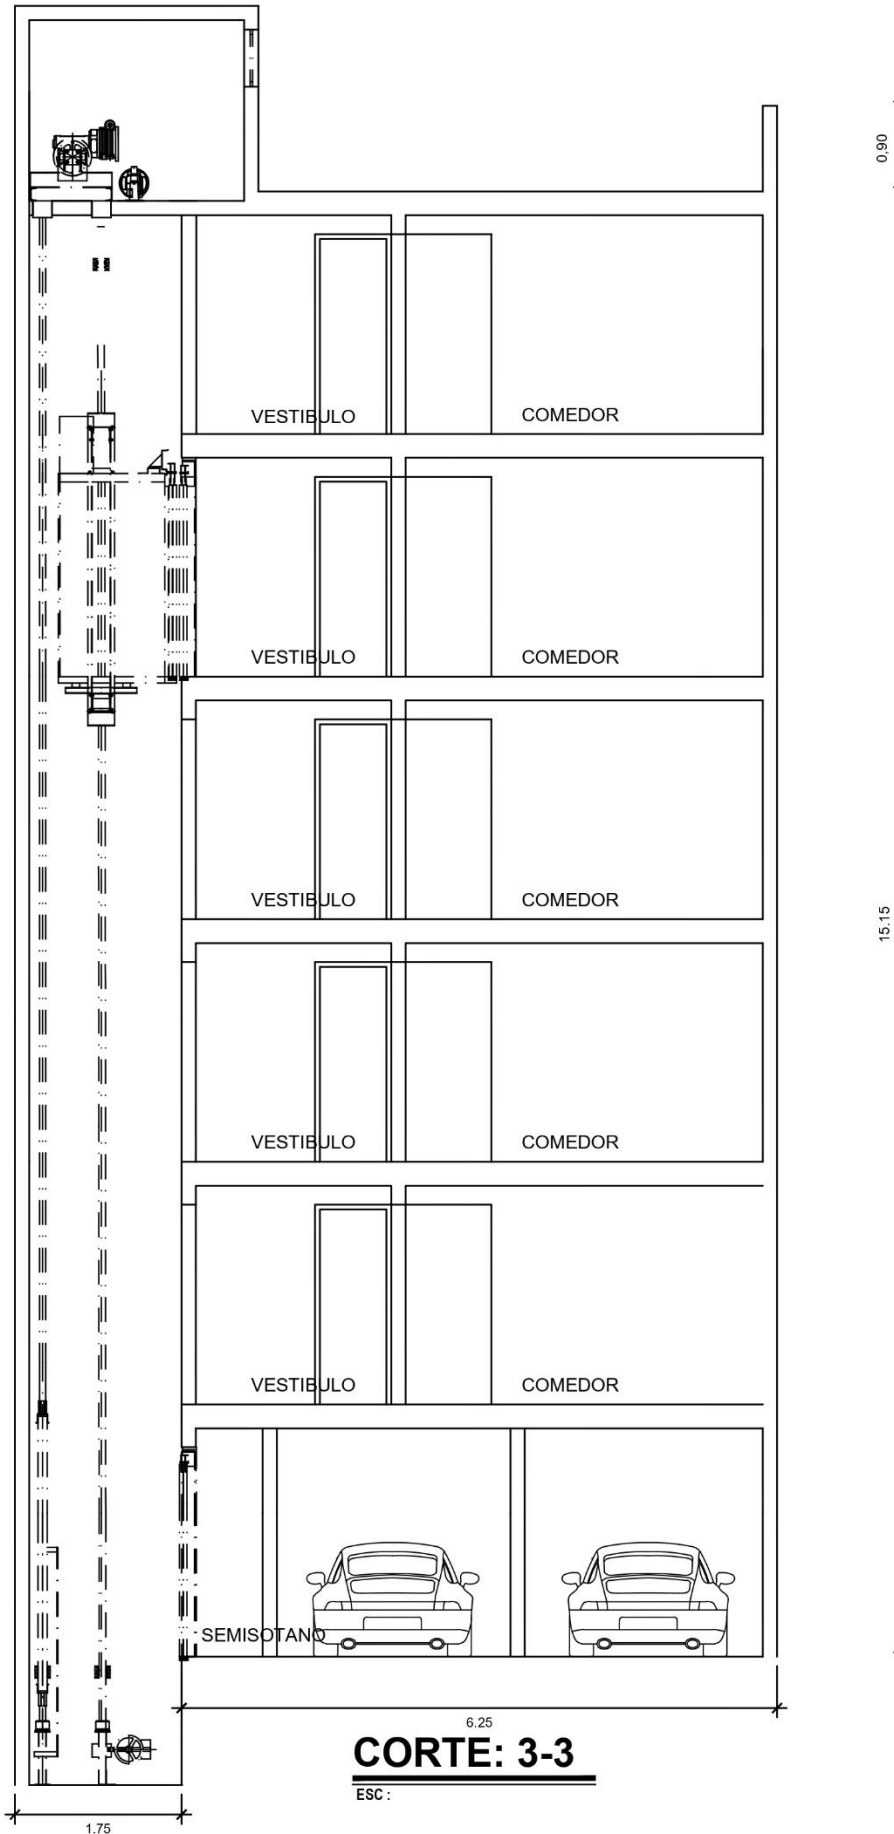 0,90
VESTIBULO COMEDOR
VESTIBULO COMEDOR
VESTIBULO COMEDOR
15.15
VESTIBULO COMEDOR
VESTIBULO COMEDOR
SEMISOTANO
6.25
CORTE: 3-3
ESC :
1.75